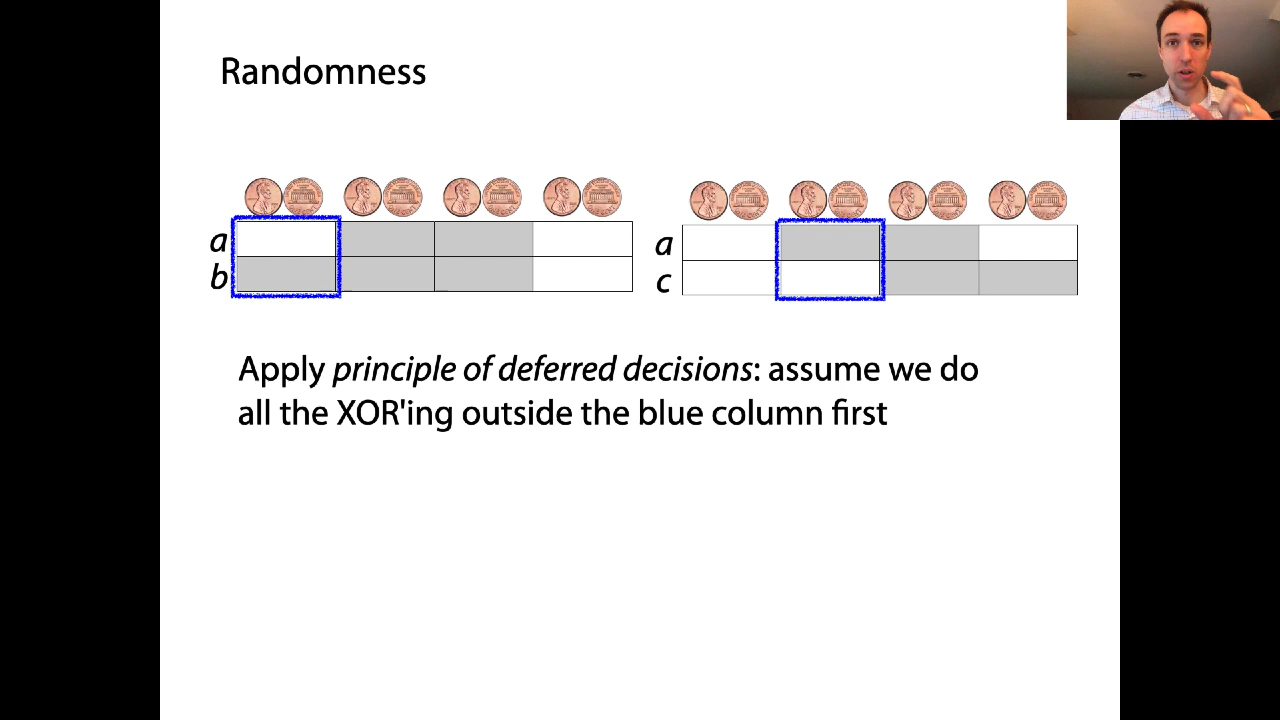 Randomness
a
b
a
c
Apply principle of deferred decisions: assume we do
all the XOR'ing outside the blue column first